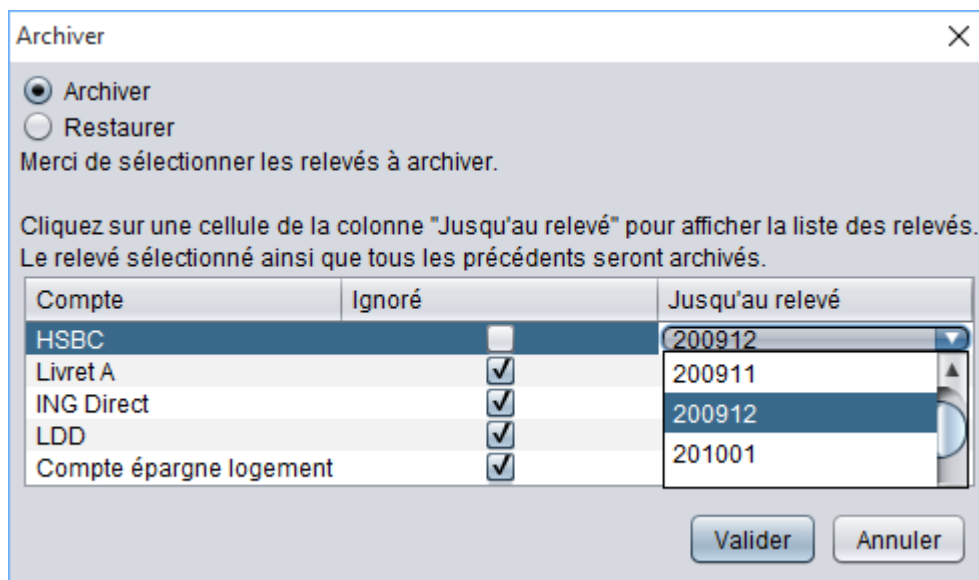 Archiver
Archiver
Restaurer
Merci de sélectionner les relevés à archiver.
Cliquez sur une cellule de la colonne "Jusqu'au relevé" pour afficher la liste des relevés.
Le relevé sélectionné ainsi que tous les précédents seront archivés.
Compte Ignoré Jusqu'au relevé
HSBC 200912
Livret A 200911
ING Direct 200912
LDD 201001
Compte épargne logement
Valider Annuler